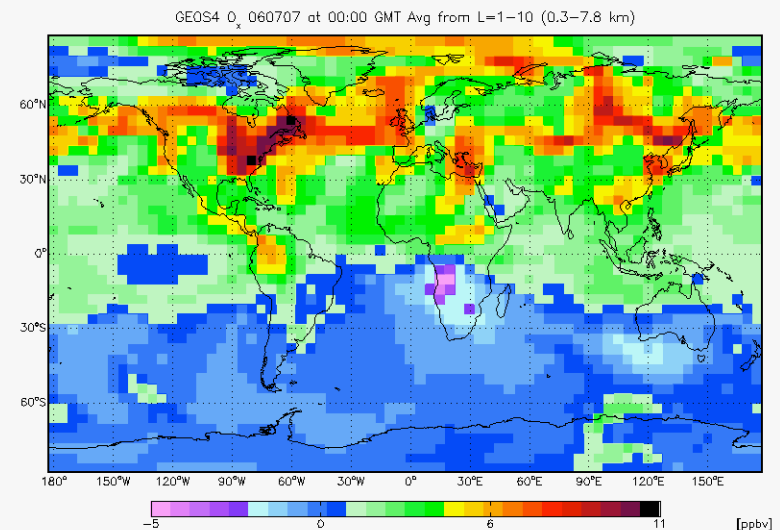 GEOS4 O_x 060707 at 00:00 GMT Avg from L=1-10 (0.3-7.8 km)
60°N
30°N
0°
30°S
60°S
180° 150°W 120°W 90°W 60°W 30°W 0° 30°E 60°E 90°E 120°E 150°E
-5 0 6 11 [ppbv]